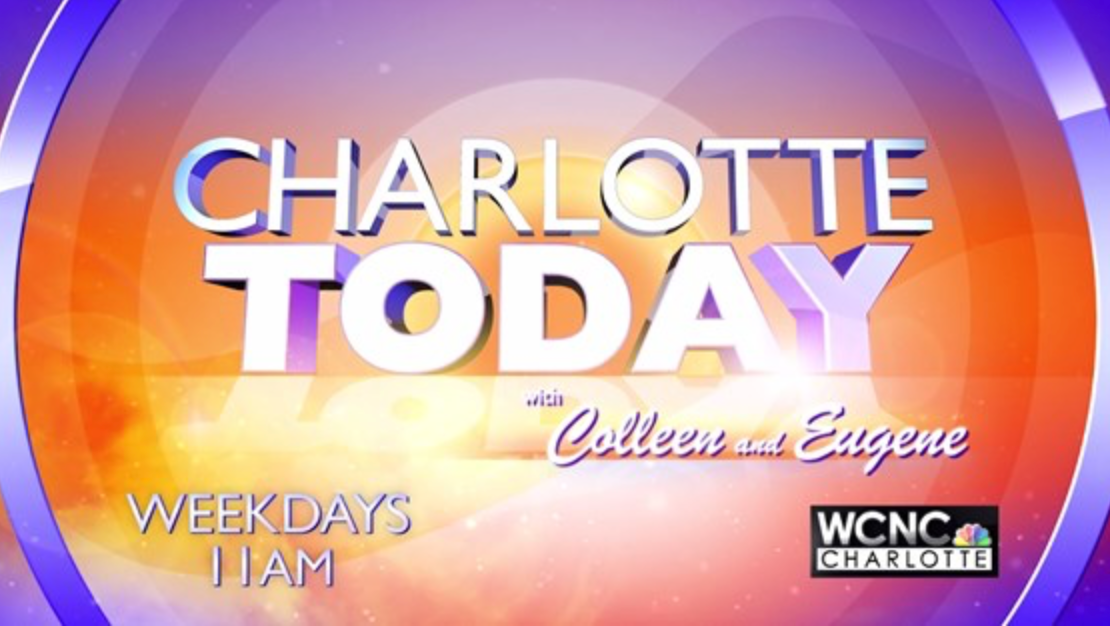 CHARLOTTE
TODAY
with
Colleen and Eugene
WEEKDAYS
11AM
WCNC
CHARLOTTE